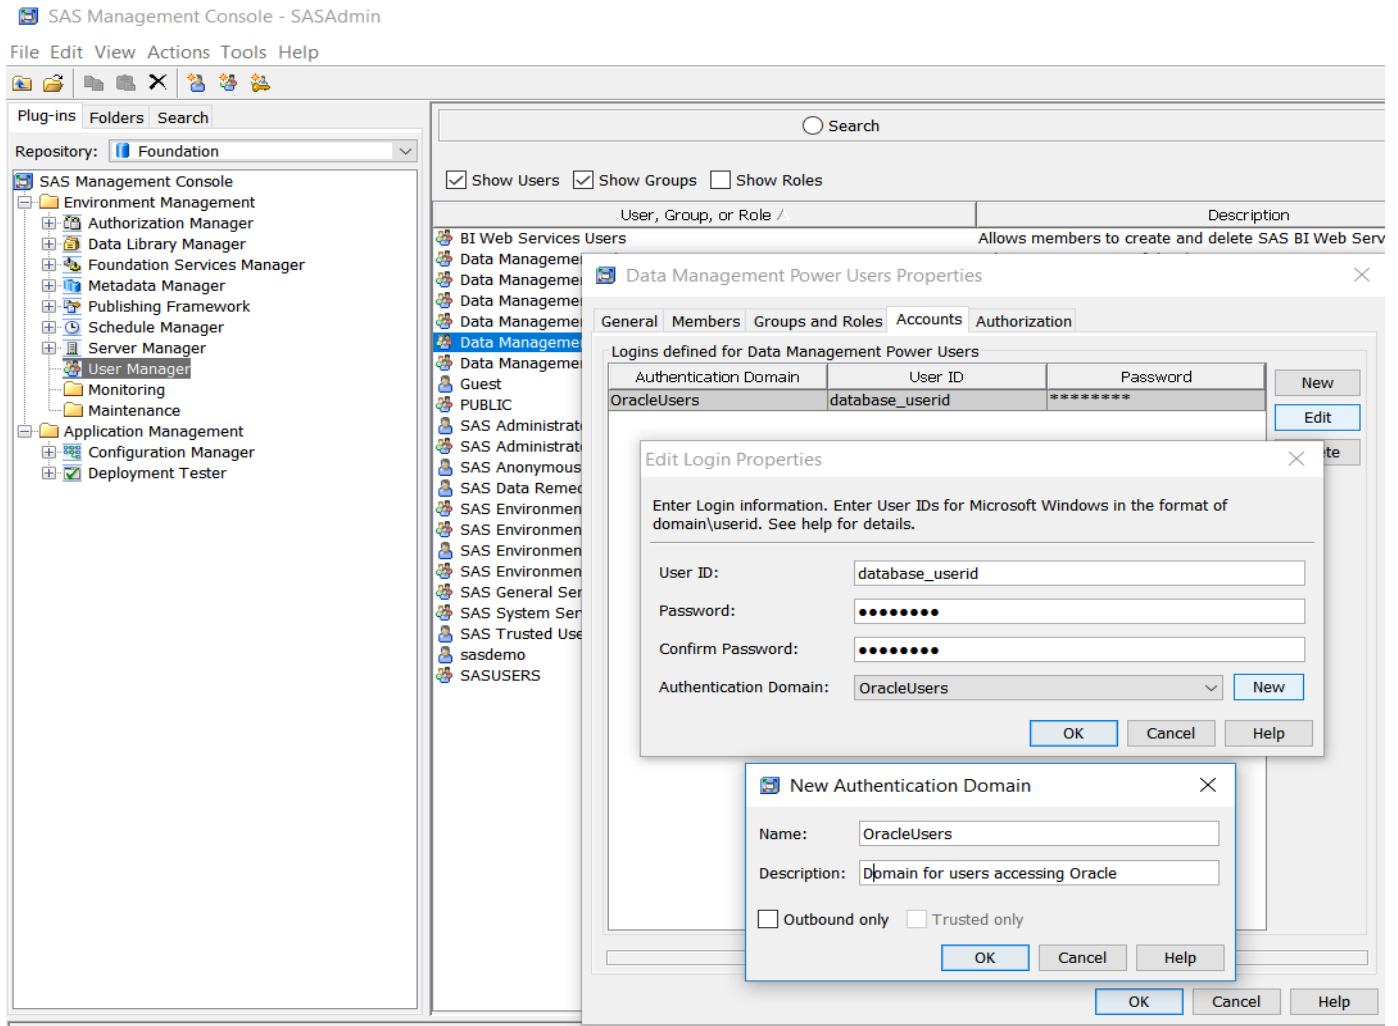 SAS Management Console - SASAdmin
File Edit View Actions Tools Help
Plug-ins Folders Search
Repository: Foundation
SAS Management Console
Environment Management
Authorization Manager
Data Library Manager
Foundation Services Manager
Metadata Manager
Publishing Framework
Schedule Manager
Server Manager
User Manager
Monitoring
Maintenance
Application Management
Configuration Manager
Deployment Tester
Search
Show Users Show Groups Show Roles
User, Group, or Role / Description
BI Web Services Users Allows members to create and delete SAS BI Web Serv
Data Manageme
Data Manageme
Data Manageme
Data Manageme
Data Manageme
Data Manageme
Guest
PUBLIC
SAS Administrat
SAS Administrat
SAS Anonymous
SAS Data Remed
SAS Environmen
SAS Environmen
SAS Environmen
SAS Environmen
SAS General Ser
SAS System Ser
SAS Trusted Use
sasdemo
SASUSERS
Data Management Power Users Properties
General Members Groups and Roles Accounts Authorization
Logins defined for Data Management Power Users
Authentication Domain User ID Password
OracleUsers database_userid ********
New
Edit
te
Edit Login Properties
Enter Login information. Enter User IDs for Microsoft Windows in the format of
domain\userid. See help for details.
User ID: database_userid
Password: ●●●●●●●●
Confirm Password: ●●●●●●●●
Authentication Domain: OracleUsers New
OK Cancel Help
New Authentication Domain
Name: OracleUsers
Description: Domain for users accessing Oracle
Outbound only Trusted only
OK Cancel Help
OK Cancel Help